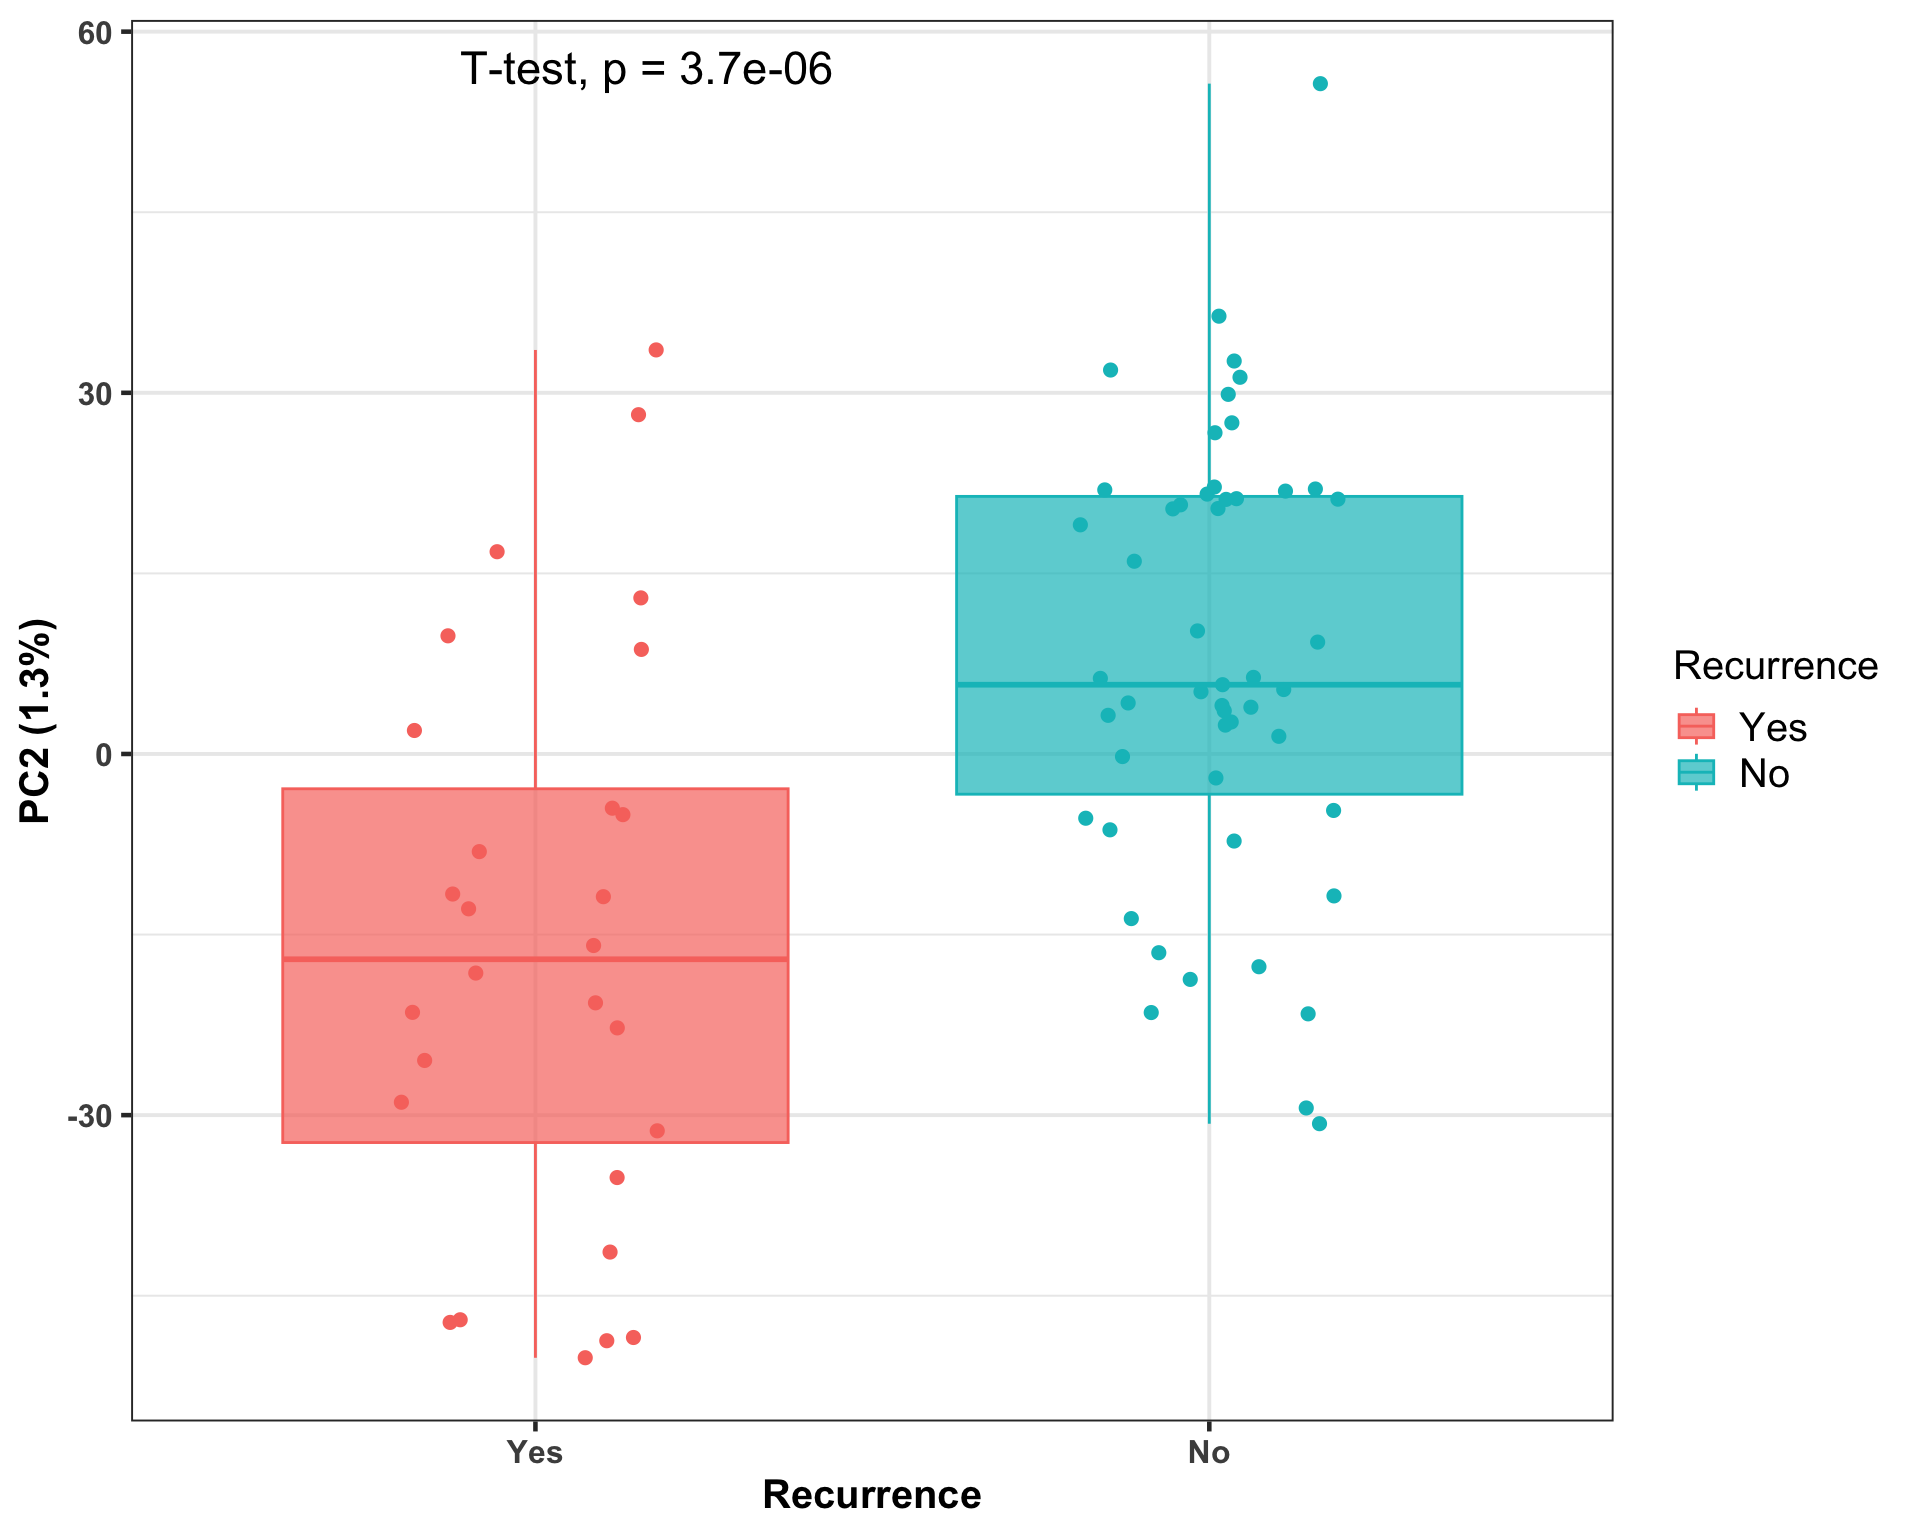 60
T-test, p = 3.7e-06
30
0
-30
PC2 (1.3%)
Yes
No
Recurrence
Recurrence
Yes
No